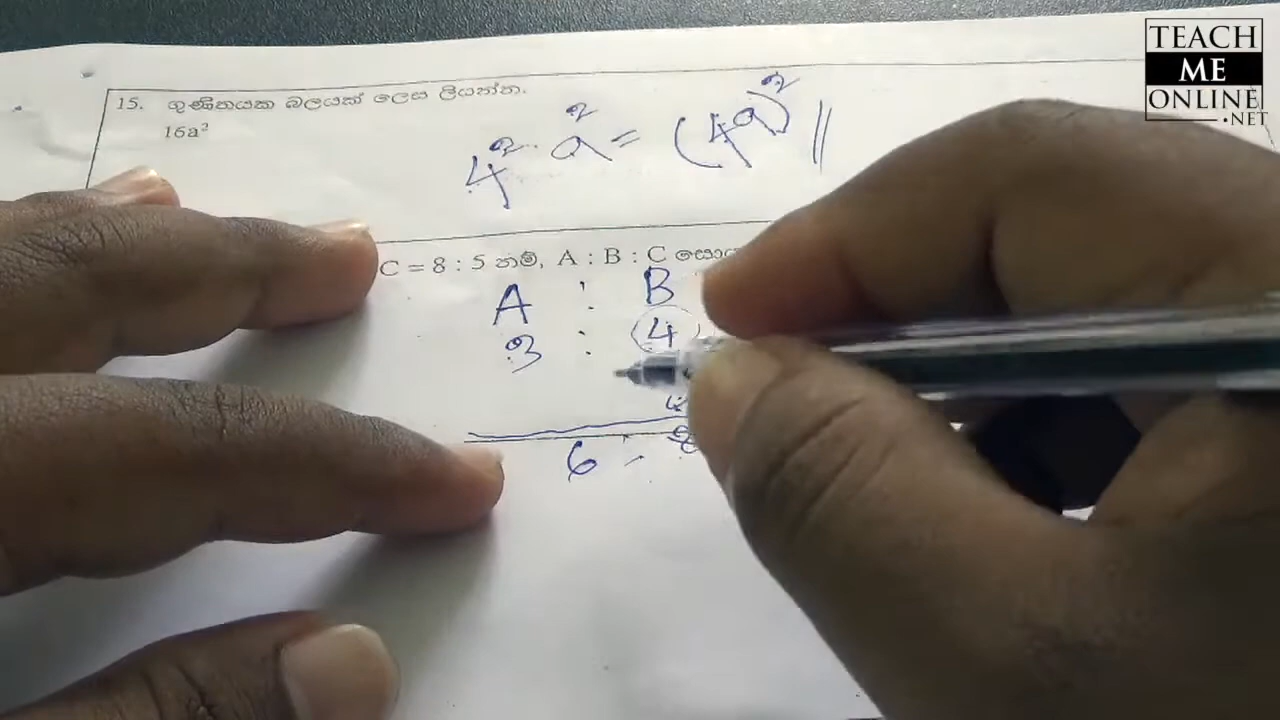 TEACH
ME
ONLINE
.NET
15. ගුණිතයක බලයක් ලෙස ලියන්න.
16a²
4² · a² = (4a)² ||
C = 8 : 5 නම්, A : B : C
A : B
3 : 4
6 : 8